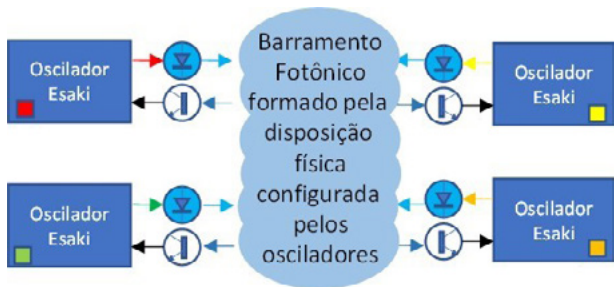 Oscilador
Esaki
Barramento
Fotônico
formado pela
disposição
física
configurada
pelos
osciladores
Oscilador
Esaki
Oscilador
Esaki
Oscilador
Esaki